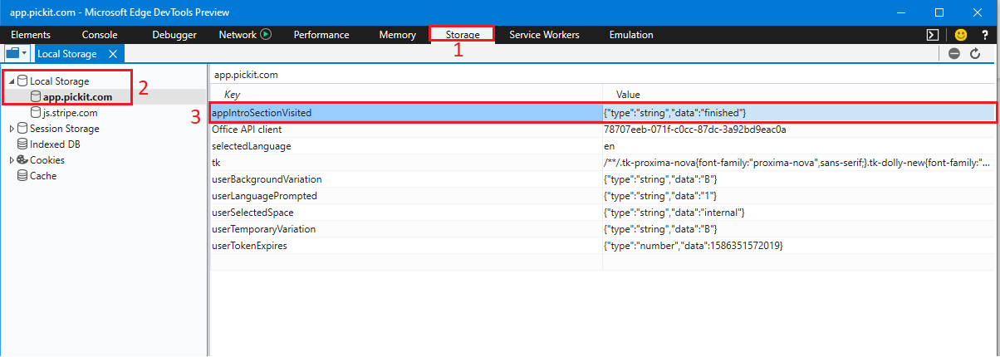 app.pickit.com - Microsoft Edge DevTools Preview
Elements Console Debugger Network Performance Memory Storage Service Workers Emulation ?
1
Local Storage
Local Storage
2
app.pickit.com
js.stripe.com
Session Storage
Indexed DB
Cookies
Cache
app.pickit.com
Key Value
3
appIntroSectionVisited {"type":"string","data":"finished"}
Office API client 78707eeb-071f-c0cc-87dc-3a92bd9eac0a
selectedLanguage en
tk /**/.tk-proxima-nova{font-family:"proxima-nova",sans-serif;}.tk-dolly-new{font-family:"...
userBackgroundVariation {"type":"string","data":"B"}
userLanguagePrompted {"type":"string","data":"1"}
userSelectedSpace {"type":"string","data":"internal"}
userTemporaryVariation {"type":"string","data":"B"}
userTokenExpires {"type":"number","data":1586351572019}